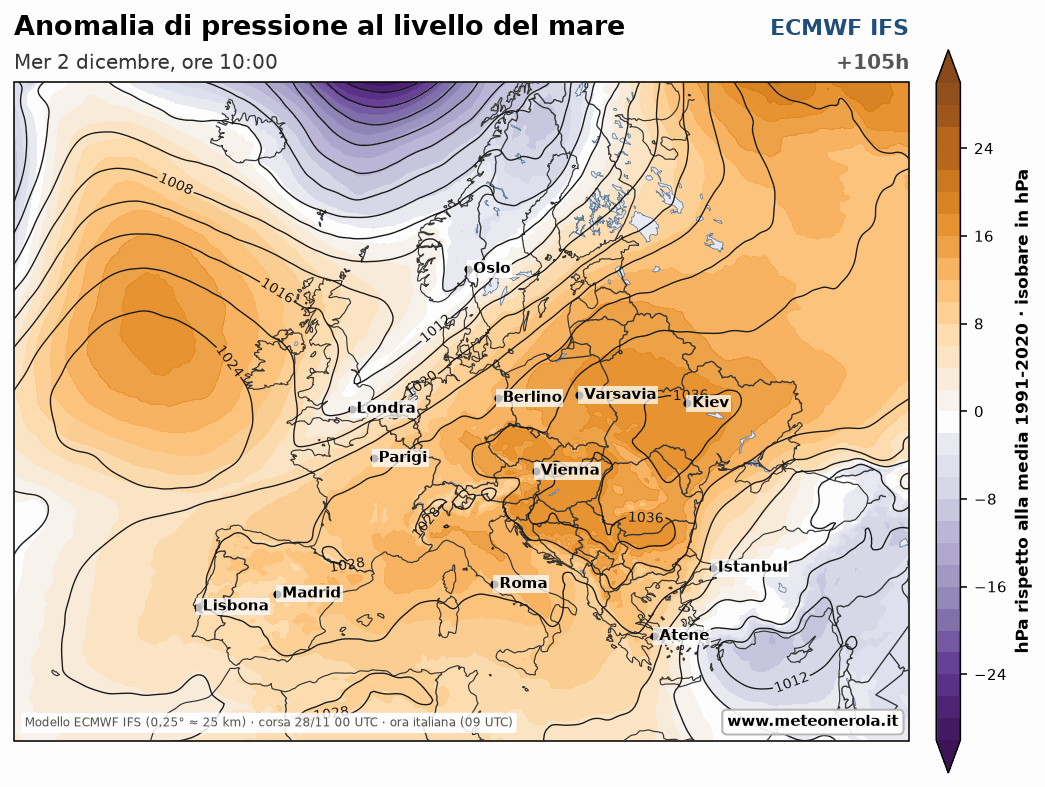 Anomalia di pressione al livello del mare
ECMWF IFS
Mer 2 dicembre, ore 10:00
+105h
1008
1016
1024
Oslo
1012
1020
Londra
Berlino
Varsavia
1036
Kiev
Parigi
Vienna
1028
1036
1028
Istanbul
Madrid
Roma
Lisbona
Atene
1012
1028
Modello ECMWF IFS (0,25° ≈ 25 km) · corsa 28/11 00 UTC · ora italiana (09 UTC)
www.meteonerola.it
24
16
8
0
−8
−16
−24
hPa rispetto alla media 1991-2020 · isobare in hPa